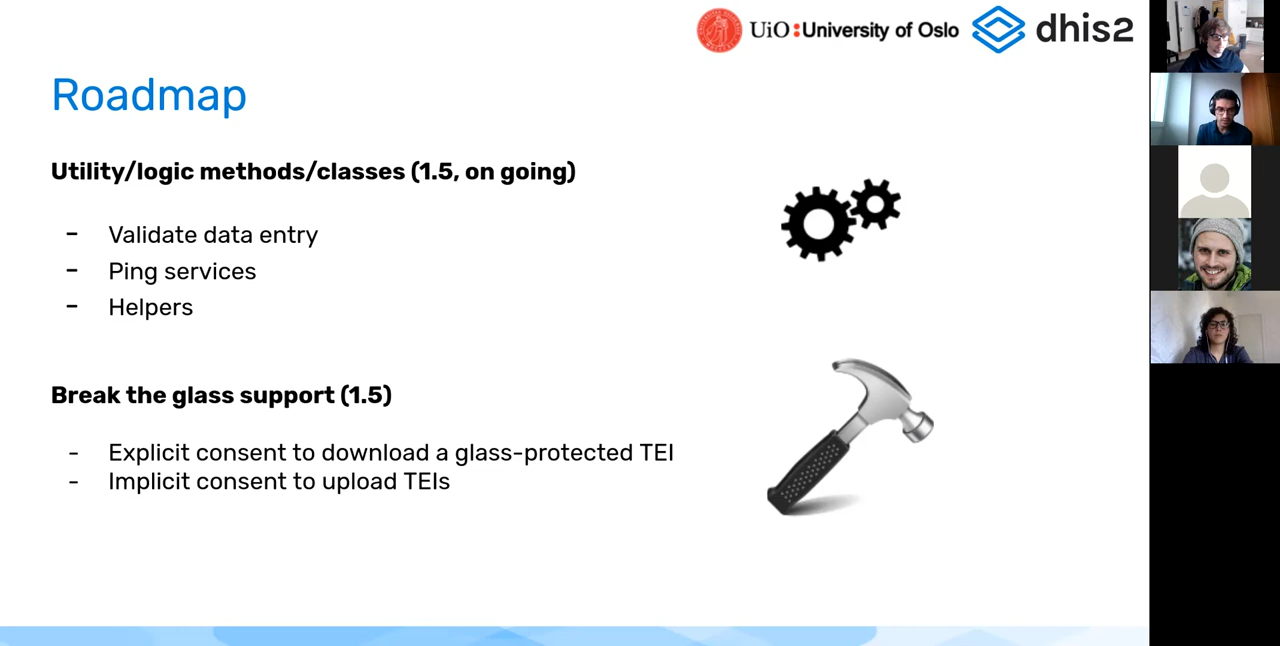 UiO:University of Oslo
dhis2
Roadmap
Utility/logic methods/classes (1.5, on going)
- Validate data entry
- Ping services
- Helpers
Break the glass support (1.5)
- Explicit consent to download a glass-protected TEI
- Implicit consent to upload TEIs